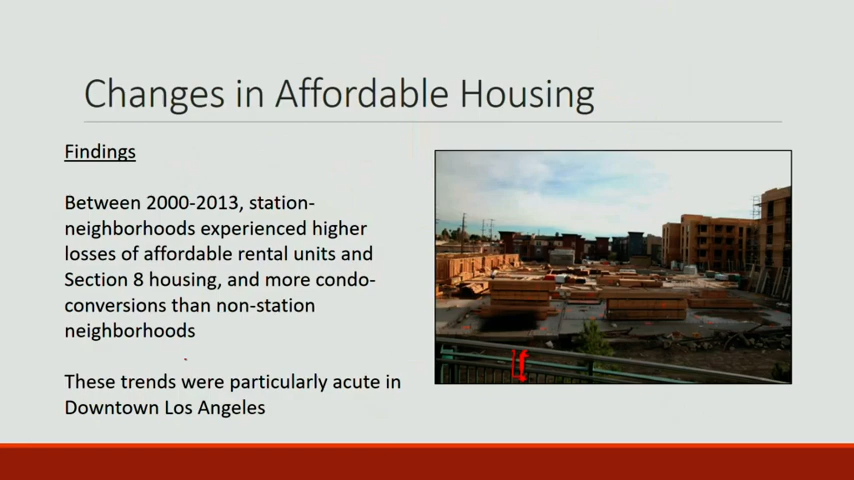 Changes in Affordable Housing
Findings
Between 2000-2013, station-
neighborhoods experienced higher
losses of affordable rental units and
Section 8 housing, and more condo-
conversions than non-station
neighborhoods
These trends were particularly acute in
Downtown Los Angeles